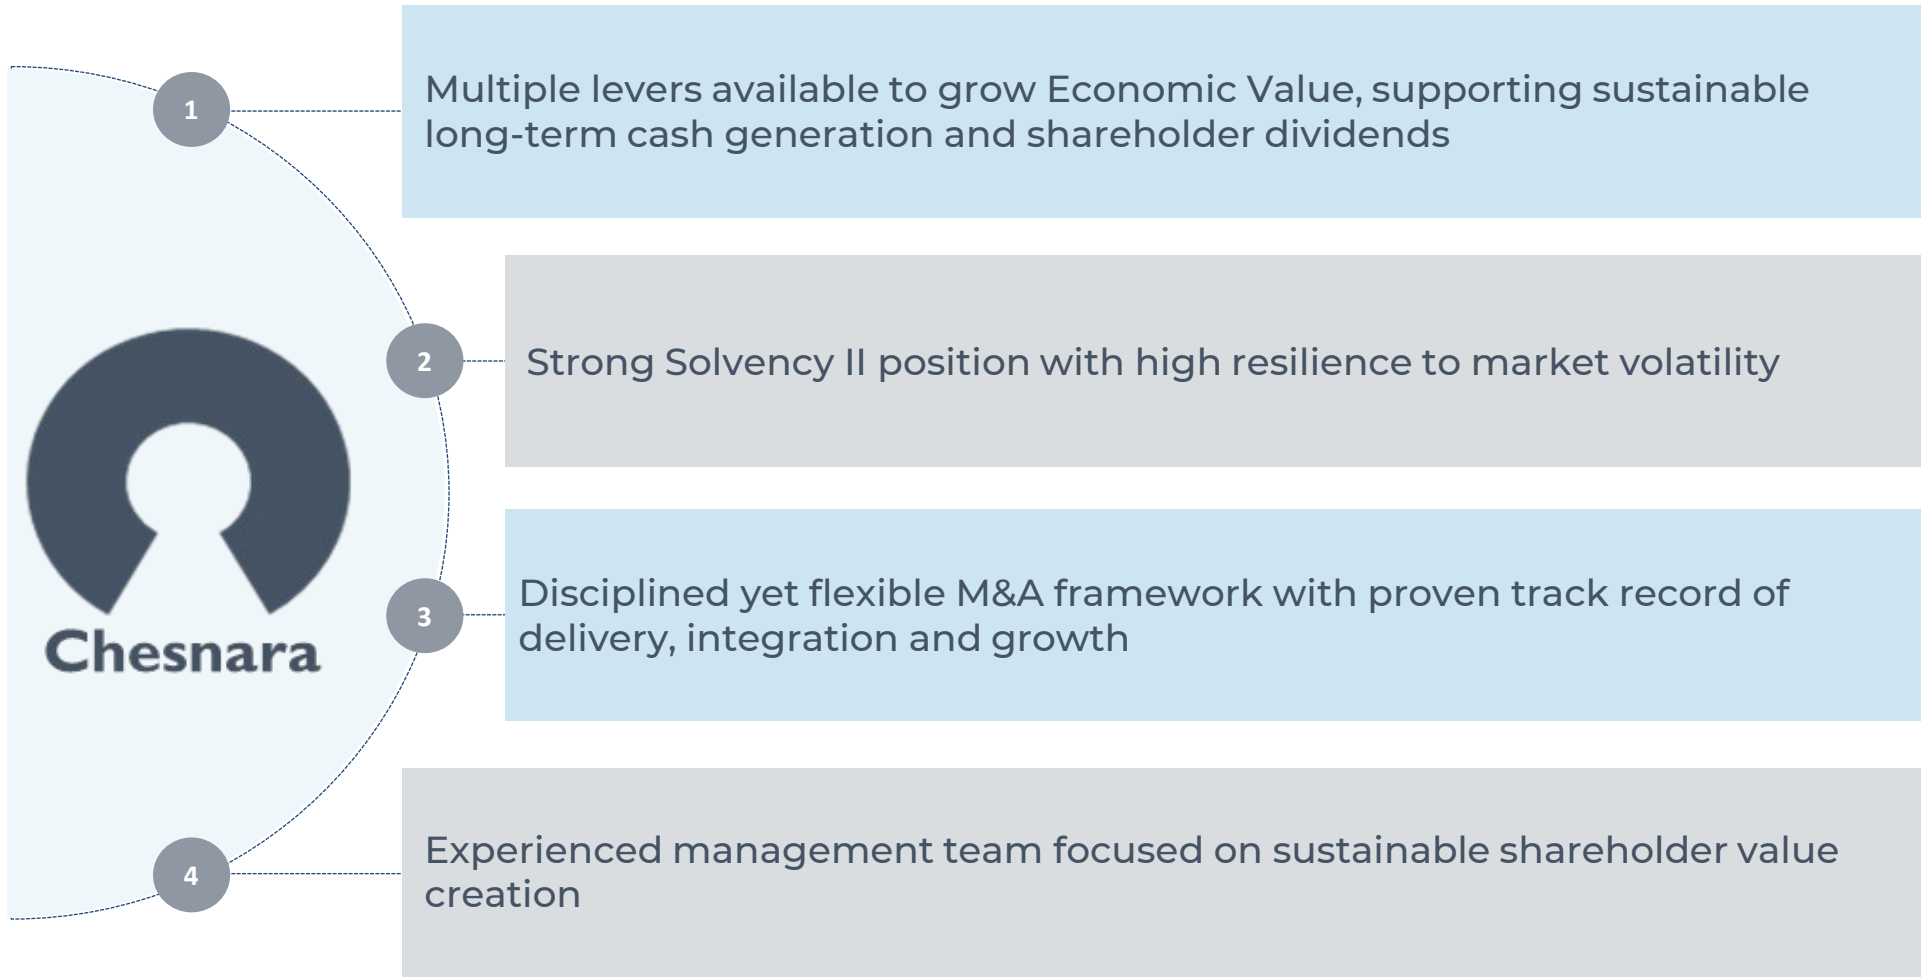 1
Multiple levers available to grow Economic Value, supporting sustainable
long-term cash generation and shareholder dividends
2
Strong Solvency II position with high resilience to market volatility
Chesnara
3
Disciplined yet flexible M&A framework with proven track record of
delivery, integration and growth
4
Experienced management team focused on sustainable shareholder value
creation